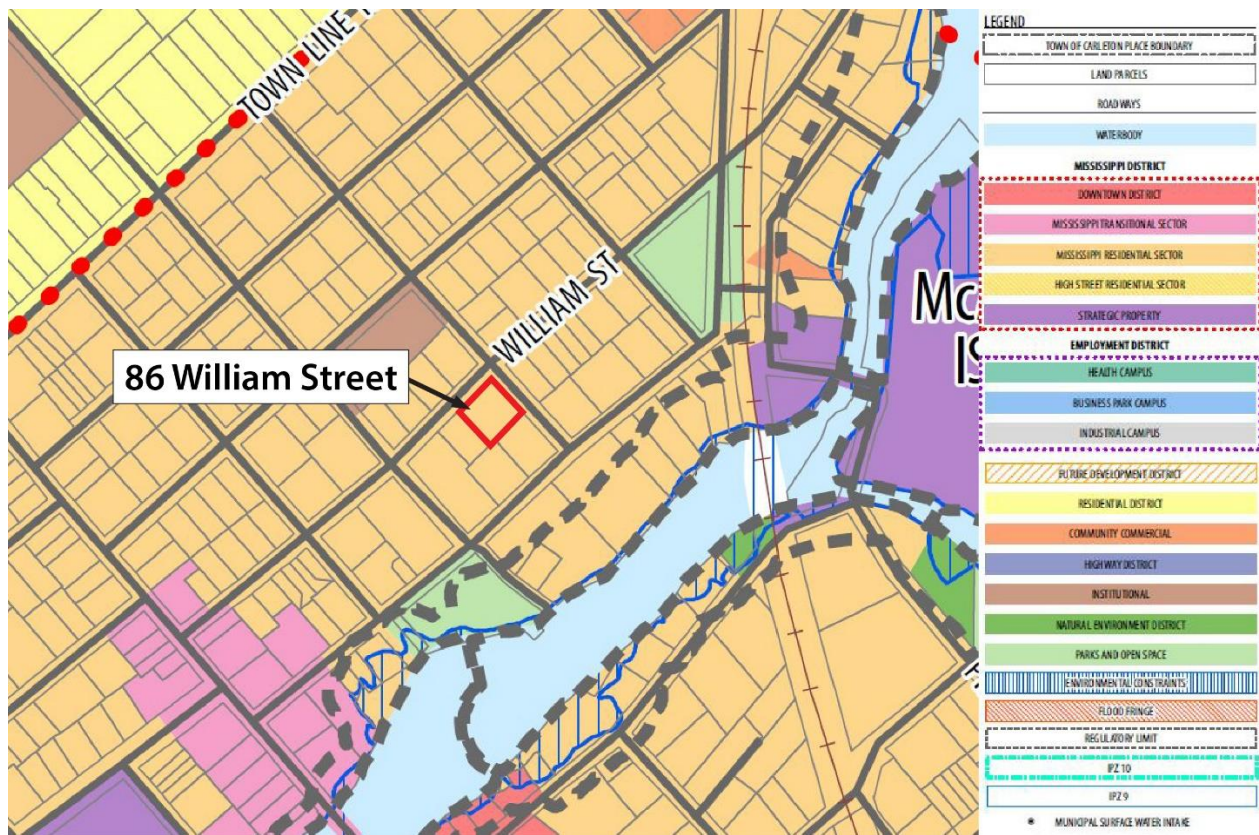 TOWN LINE
WILLIAM ST
86 William Street
Mc
IS
LEGEND
TOWN OF CARLETON PLACE BOUNDARY
LAND PARCELS
ROADWAYS
WATERBODY
MISSISSIPPI DISTRICT
DOWNTOWN DISTRICT
MISSISSIPPI TRANSITIONAL SECTOR
MISSISSIPPI RESIDENTIAL SECTOR
HIGH STREET RESIDENTIAL SECTOR
STRATEGIC PROPERTY
EMPLOYMENT DISTRICT
HEALTH CAMPUS
BUSINESS PARK CAMPUS
INDUSTRIAL CAMPUS
FUTURE DEVELOPMENT DISTRICT
RESIDENTIAL DISTRICT
COMMUNITY COMMERCIAL
HIGHWAY DISTRICT
INSTITUTIONAL
NATURAL ENVIRONMENT DISTRICT
PARKS AND OPEN SPACE
ENVIRONMENTAL CONSTRAINTS
FLOOD FRINGE
REGULATORY LIMIT
IPZ 10
IPZ 9
MUNICIPAL SURFACE WATER INTAKE